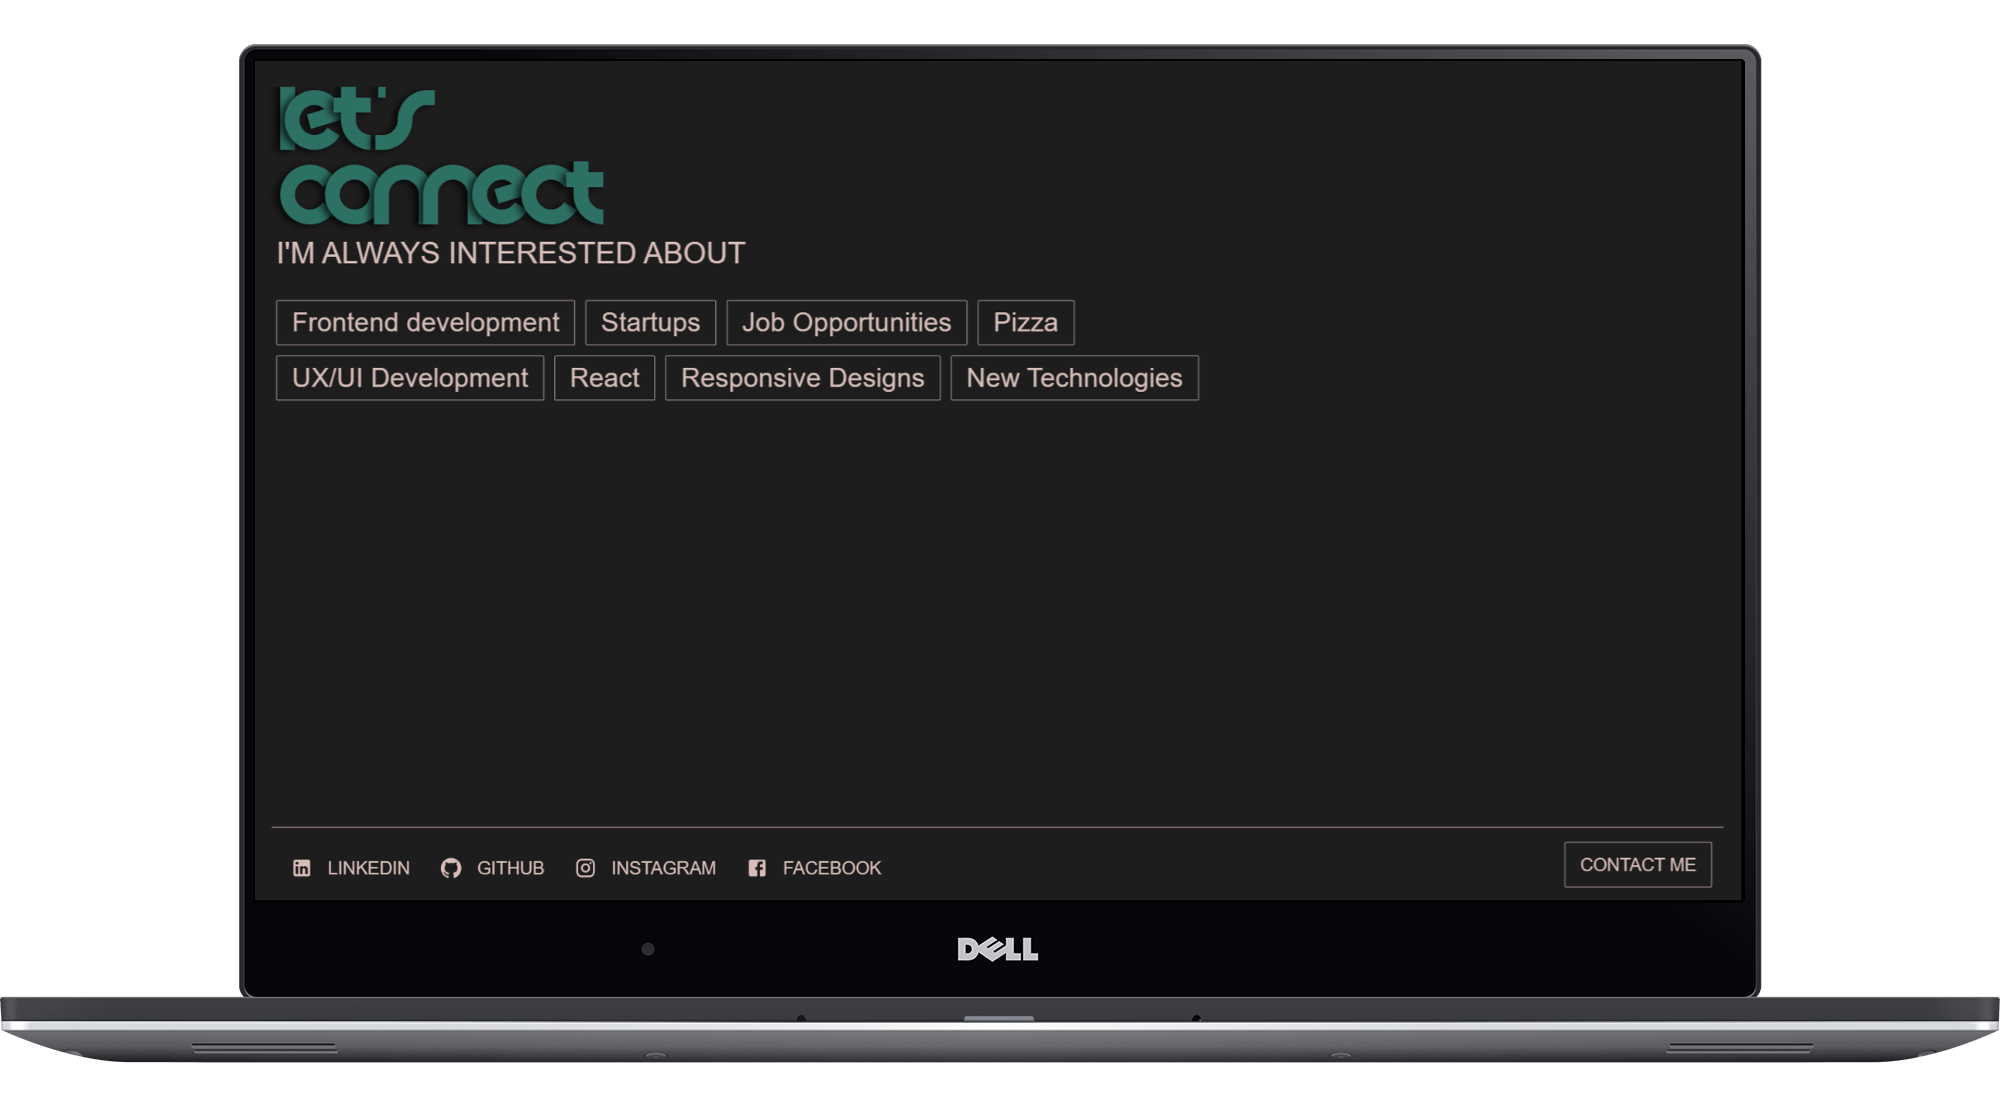 let's
connect
I'M ALWAYS INTERESTED ABOUT
Frontend development Startups Job Opportunities Pizza
UX/UI Development React Responsive Designs New Technologies
LINKEDIN GITHUB INSTAGRAM FACEBOOK CONTACT ME
DELL